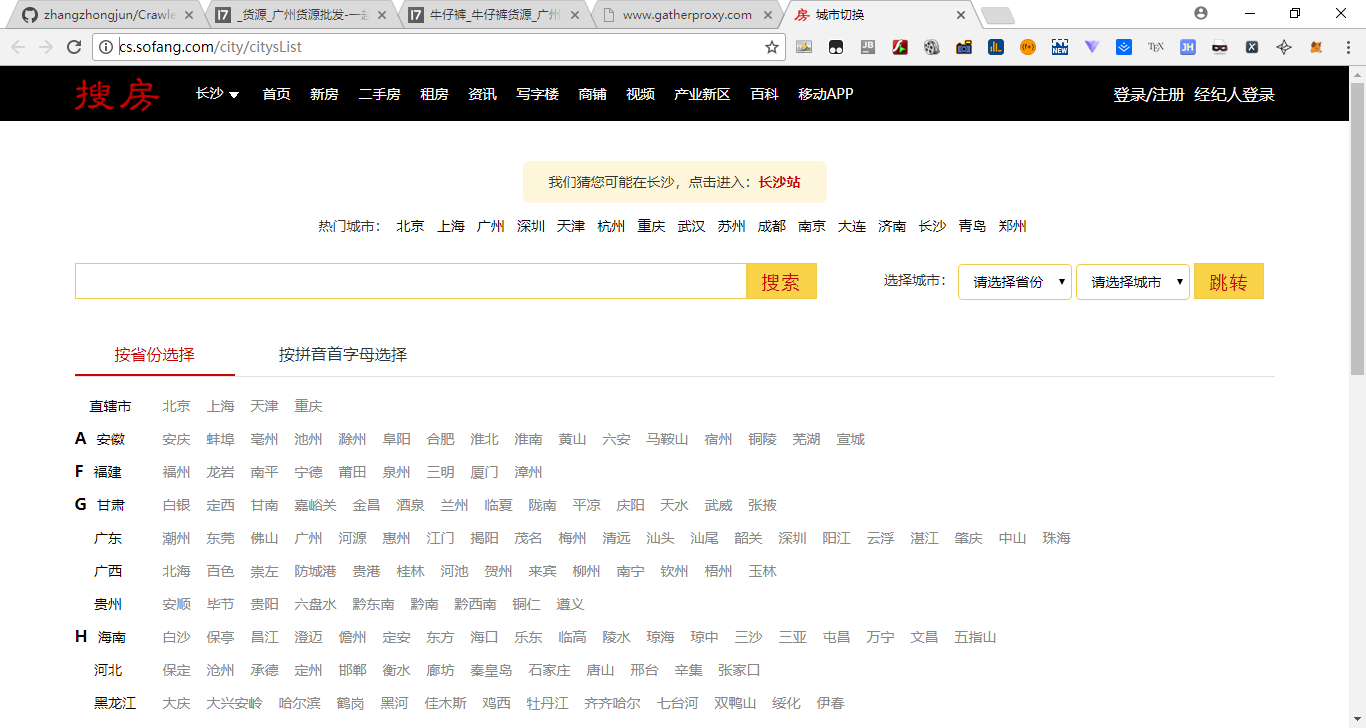 zhangzhongjun/Crawle
_货源_广州货源批发-一起
牛仔裤_牛仔裤货源_广州
www.gatherproxy.com
房 城市切换
cs.sofang.com/city/citysList
搜房 长沙 首页 新房 二手房 租房 资讯 写字楼 商铺 视频 产业新区 百科 移动APP 登录/注册 经纪人登录
我们猜您可能在长沙，点击进入：长沙站
热门城市： 北京 上海 广州 深圳 天津 杭州 重庆 武汉 苏州 成都 南京 大连 济南 长沙 青岛 郑州
搜索 选择城市： 请选择省份 请选择城市 跳转
按省份选择 按拼音首字母选择
直辖市 北京 上海 天津 重庆
A 安徽 安庆 蚌埠 亳州 池州 滁州 阜阳 合肥 淮北 淮南 黄山 六安 马鞍山 宿州 铜陵 芜湖 宣城
F 福建 福州 龙岩 南平 宁德 莆田 泉州 三明 厦门 漳州
G 甘肃 白银 定西 甘南 嘉峪关 金昌 酒泉 兰州 临夏 陇南 平凉 庆阳 天水 武威 张掖
广东 潮州 东莞 佛山 广州 河源 惠州 江门 揭阳 茂名 梅州 清远 汕头 汕尾 韶关 深圳 阳江 云浮 湛江 肇庆 中山 珠海
广西 北海 百色 崇左 防城港 贵港 桂林 河池 贺州 来宾 柳州 南宁 钦州 梧州 玉林
贵州 安顺 毕节 贵阳 六盘水 黔东南 黔南 黔西南 铜仁 遵义
H 海南 白沙 保亭 昌江 澄迈 儋州 定安 东方 海口 乐东 临高 陵水 琼海 琼中 三沙 三亚 屯昌 万宁 文昌 五指山
河北 保定 沧州 承德 定州 邯郸 衡水 廊坊 秦皇岛 石家庄 唐山 邢台 辛集 张家口
黑龙江 大庆 大兴安岭 哈尔滨 鹤岗 黑河 佳木斯 鸡西 牡丹江 齐齐哈尔 七台河 双鸭山 绥化 伊春